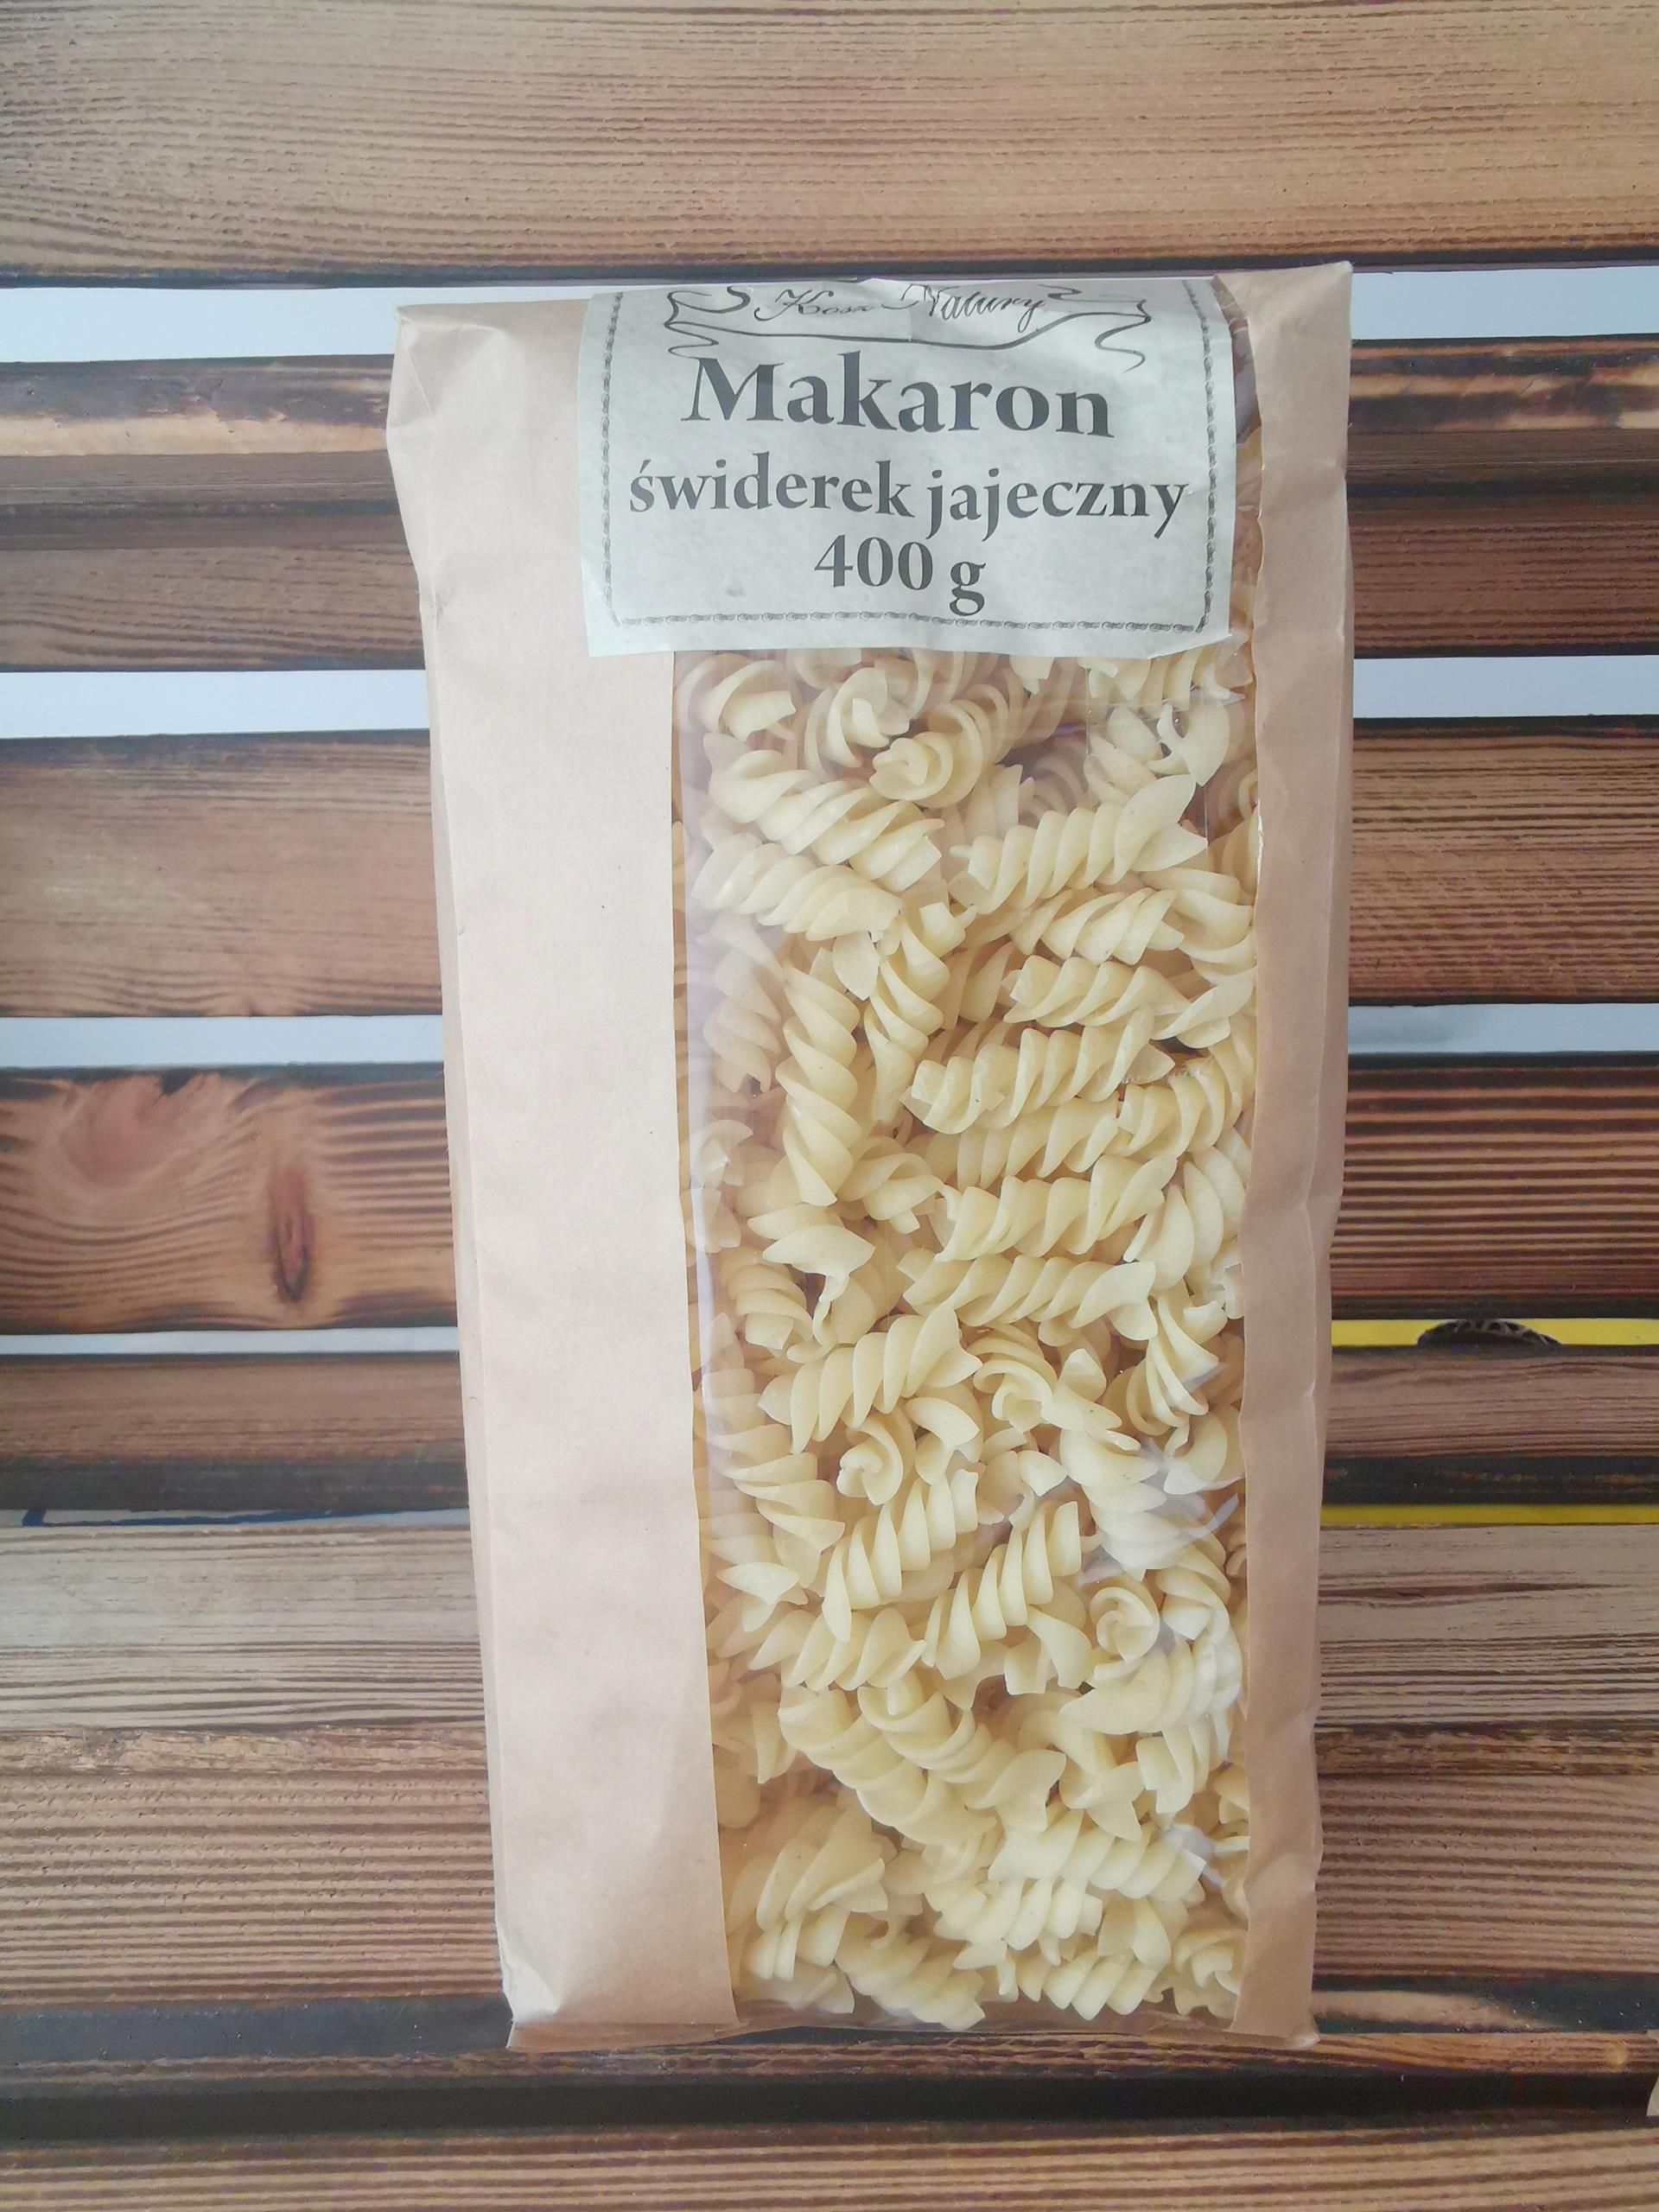 Kosz Natury
Makaron
świderek jajeczny
400 g